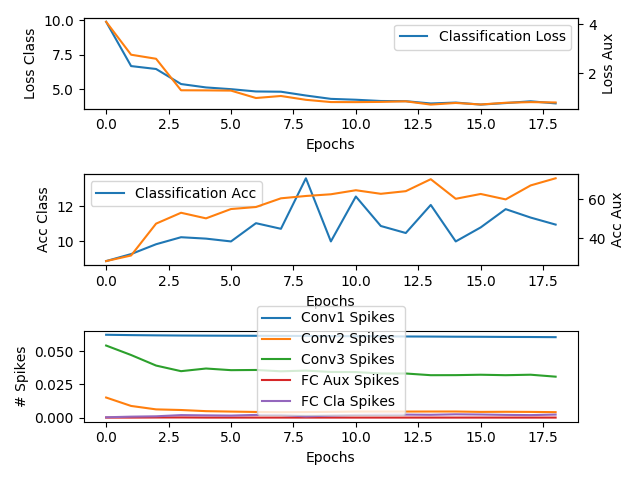 10.0
7.5
5.0
Loss Class
4
2
Loss Aux
Classification Loss
0.0 2.5 5.0 7.5 10.0 12.5 15.0 17.5
Epochs
12
10
Acc Class
60
40
Acc Aux
Classification Acc
0.0 2.5 5.0 7.5 10.0 12.5 15.0 17.5
Epochs
0.050
0.025
0.000
# Spikes
Conv1 Spikes
Conv2 Spikes
Conv3 Spikes
FC Aux Spikes
FC Cla Spikes
0.0 2.5 5.0 7.5 10.0 12.5 15.0 17.5
Epochs